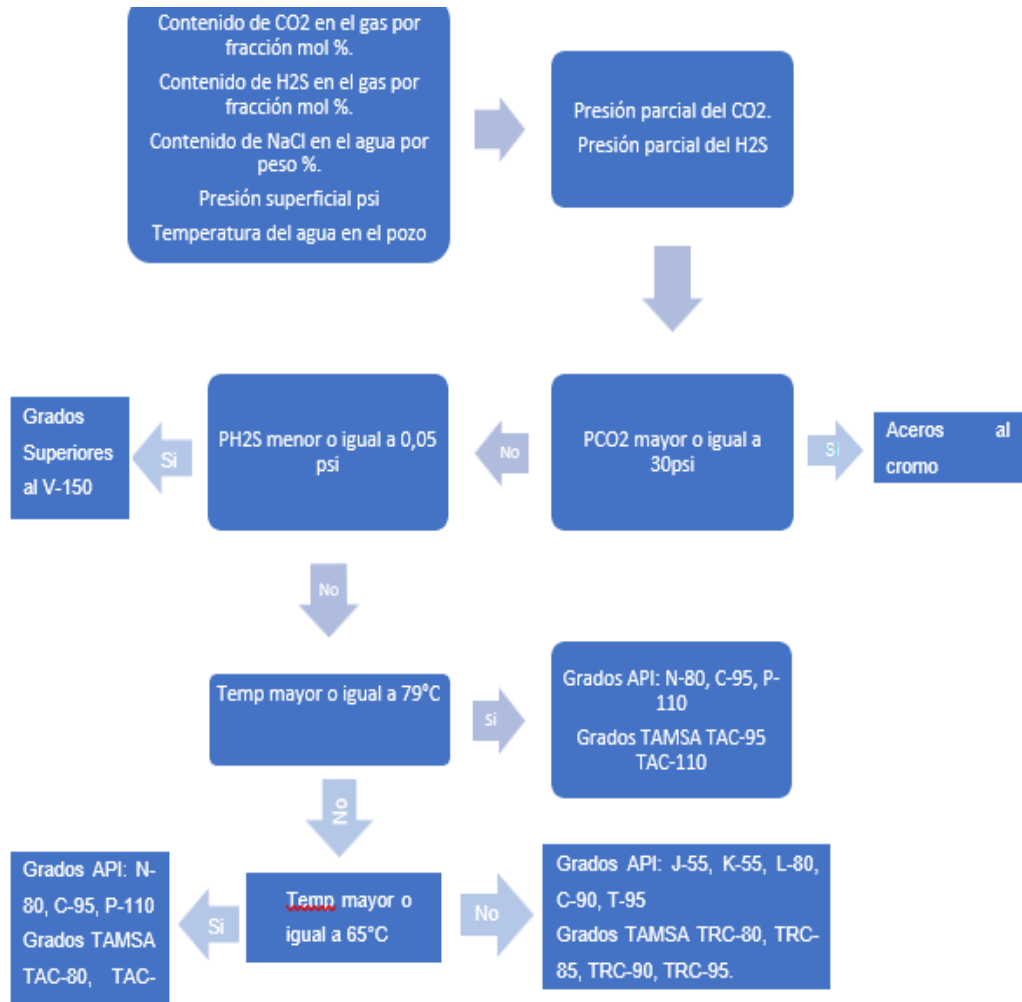 Contenido de CO2 en el gas por
fracción mol %.
Contenido de H2S en el gas por
fracción mol %.
Contenido de NaCl en el agua por
peso %.
Presión superficial psi
Temperatura del agua en el pozo
Presión parcial del CO2.
Presión parcial del H2S
PCO2 mayor o igual a
30psi
Si
Aceros al
cromo
No
PH2S menor o igual a 0,05
psi
Si
Grados
Superiores
al V-150
No
Temp mayor o igual a 79°C
Si
Grados API: N-80, C-95, P-
110
Grados TAMSA TAC-95
TAC-110
No
Temp mayor o
igual a 65°C
Si
Grados API: N-
80, C-95, P-110
Grados TAMSA
TAC-80, TAC-
No
Grados API: J-55, K-55, L-80,
C-90, T-95
Grados TAMSA TRC-80, TRC-
85, TRC-90, TRC-95.